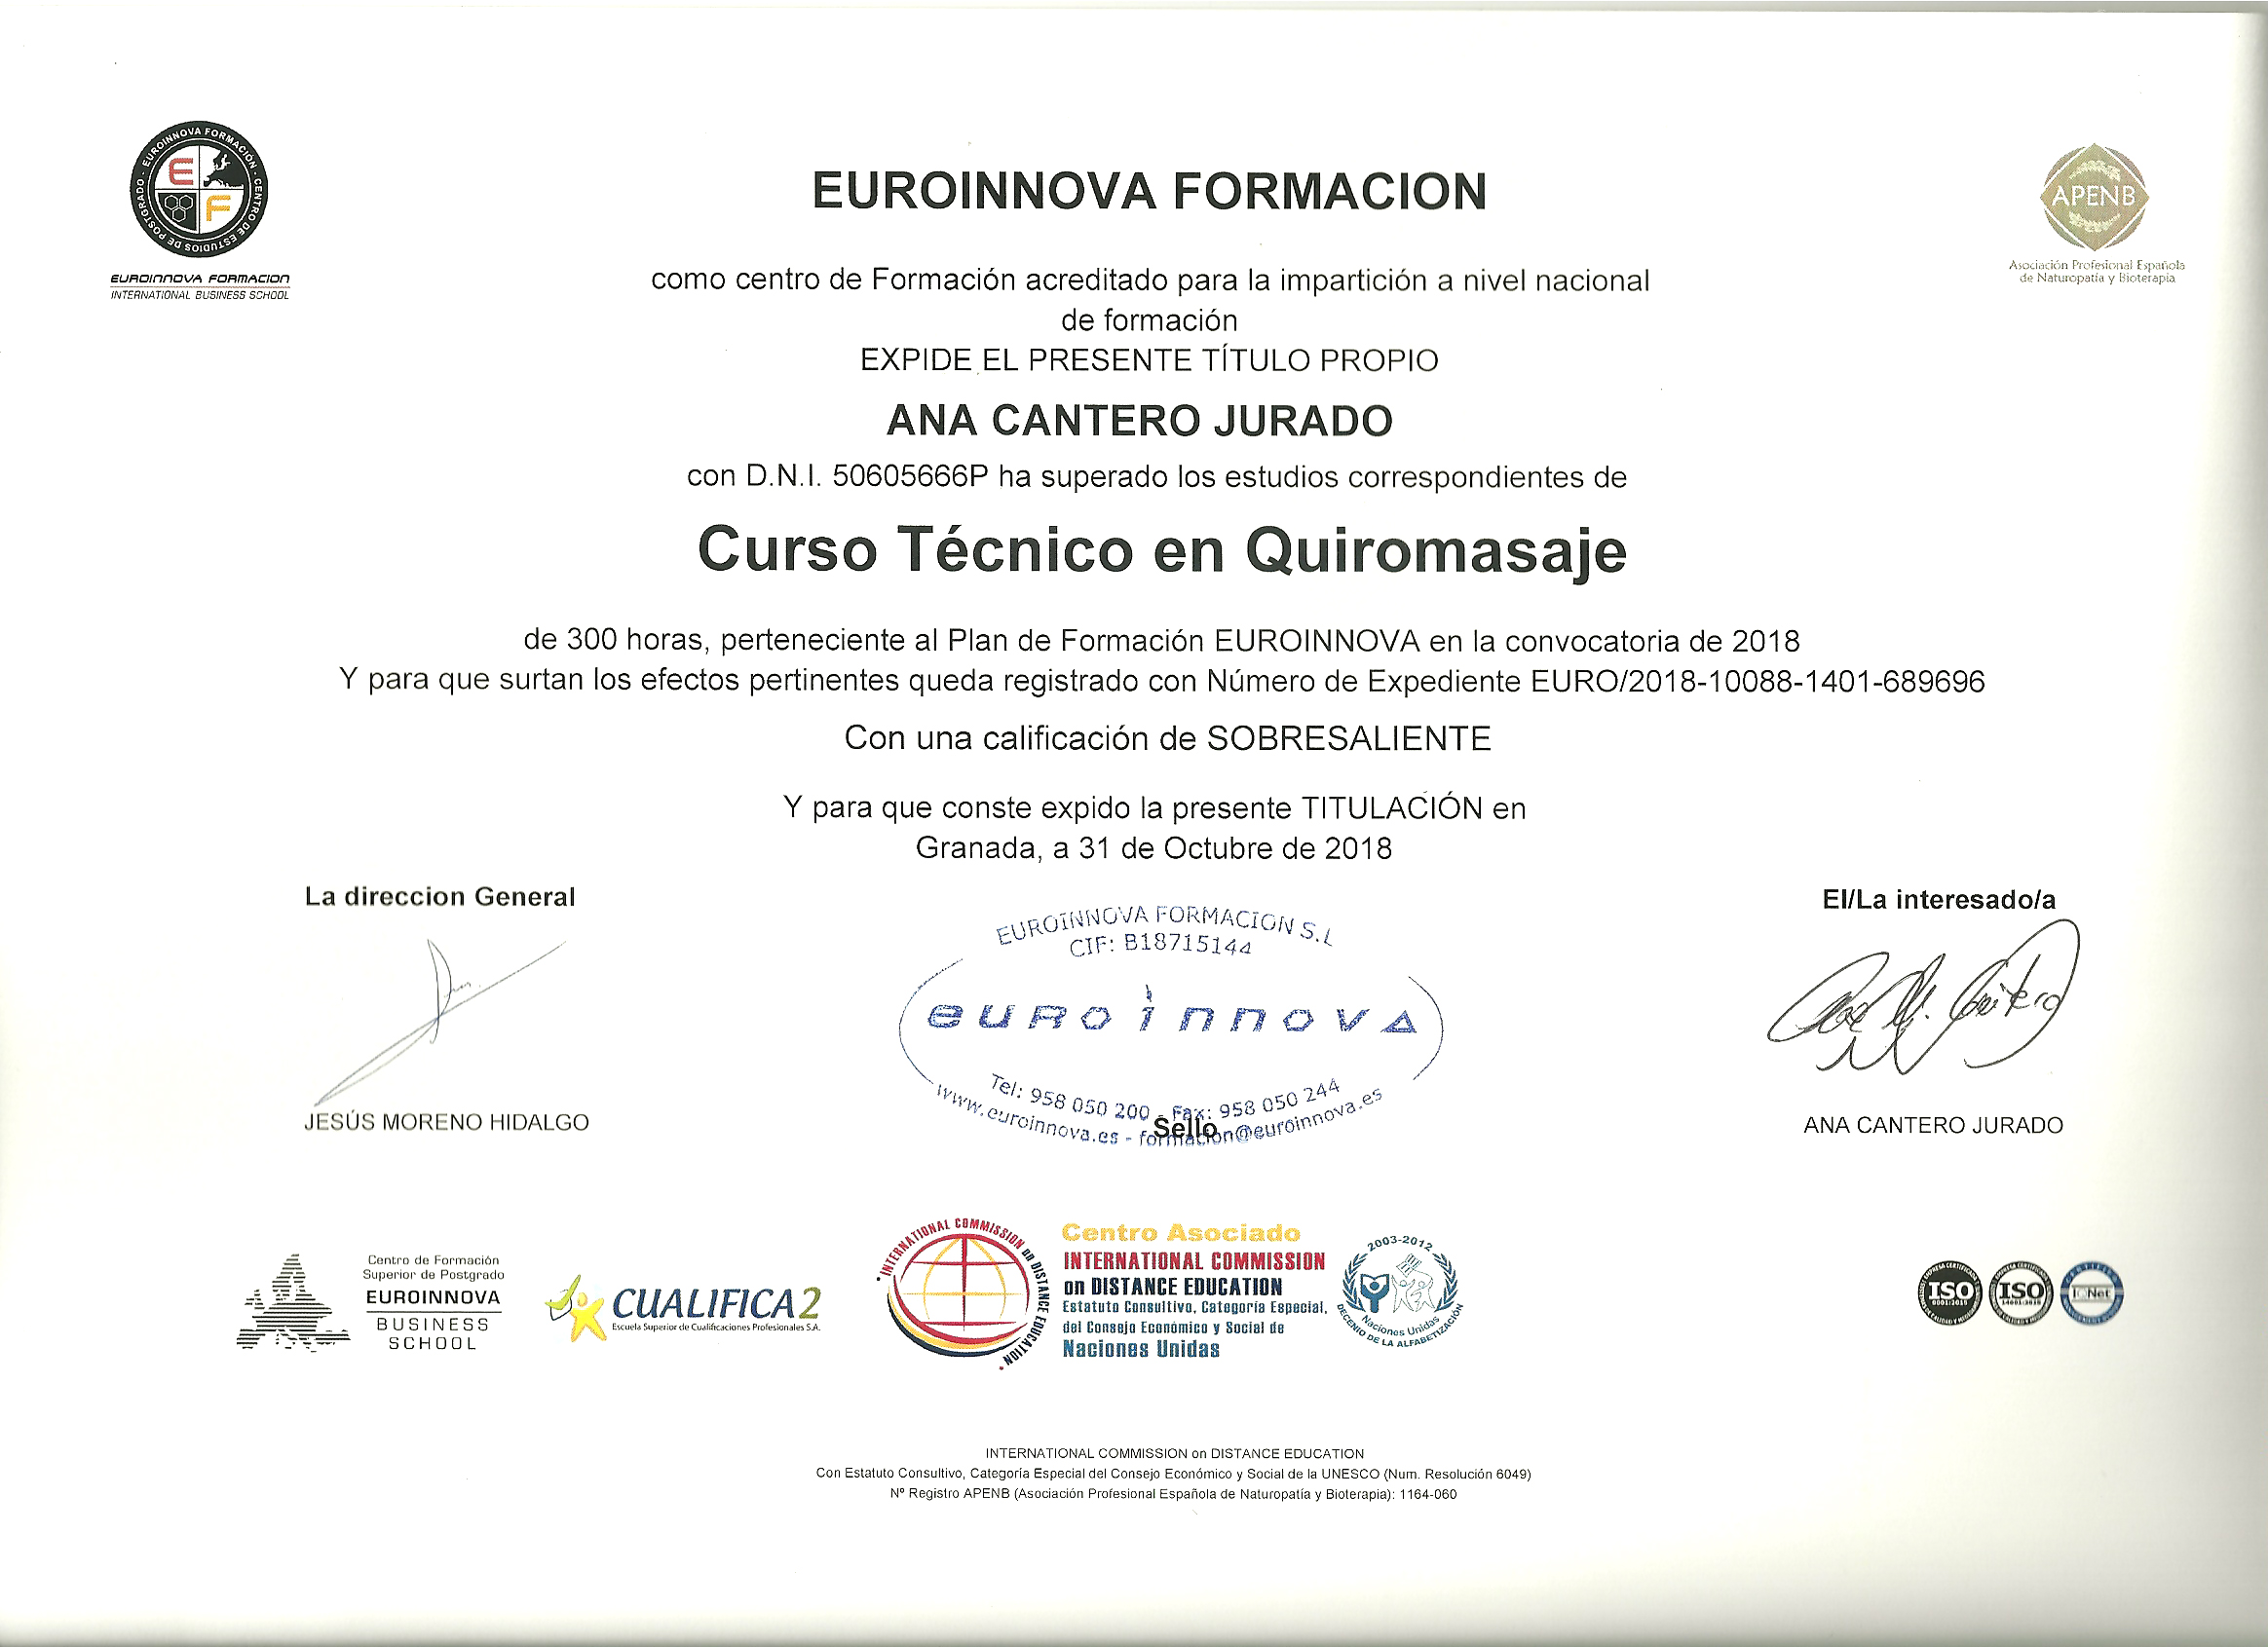 EUROINNOVA FORMACIÓN - CENTRO DE ESTUDIOS DE POSTGRADO -
E F
EUROINNOVA FORMACION
INTERNATIONAL BUSINESS SCHOOL
APENB
Asociación Profesional Española
de Naturopatía y Bioterapia
EUROINNOVA FORMACION
como centro de Formación acreditado para la impartición a nivel nacional
de formación
EXPIDE EL PRESENTE TÍTULO PROPIO
ANA CANTERO JURADO
con D.N.I. 50605666P ha superado los estudios correspondientes de
Curso Técnico en Quiromasaje
de 300 horas, perteneciente al Plan de Formación EUROINNOVA en la convocatoria de 2018
Y para que surtan los efectos pertinentes queda registrado con Número de Expediente EURO/2018-10088-1401-689696
Con una calificación de SOBRESALIENTE
Y para que conste expido la presente TITULACIÓN en
Granada, a 31 de Octubre de 2018
La direccion General
JESÚS MORENO HIDALGO
EUROINNOVA FORMACION S.L
CIF: B18715144
euroinnova
Tel: 958 050 200 - Fax: 958 050 244
www.euroinnova.es - formacion@euroinnova.es
Sello
El/La interesado/a
ANA CANTERO JURADO
Centro de Formación
Superior de Postgrado
EUROINNOVA
BUSINESS
SCHOOL
CUALIFICA2
Escuela Superior de Cualificaciones Profesionales S.A.
INTERNATIONAL COMMISSION on DISTANCE EDUCATION
Centro Asociado
INTERNATIONAL COMMISSION
on DISTANCE EDUCATION
Estatuto Consultivo, Categoría Especial,
del Consejo Económico y Social de
Naciones Unidas
2003-2012
Naciones Unidas
DECENIO DE LA ALFABETIZACIÓN
ISO
ISO
IQNet
INTERNATIONAL COMMISSION on DISTANCE EDUCATION
Con Estatuto Consultivo, Categoría Especial del Consejo Económico y Social de la UNESCO (Num. Resolución 6049)
Nº Registro APENB (Asociación Profesional Española de Naturopatía y Bioterapia): 1164-060